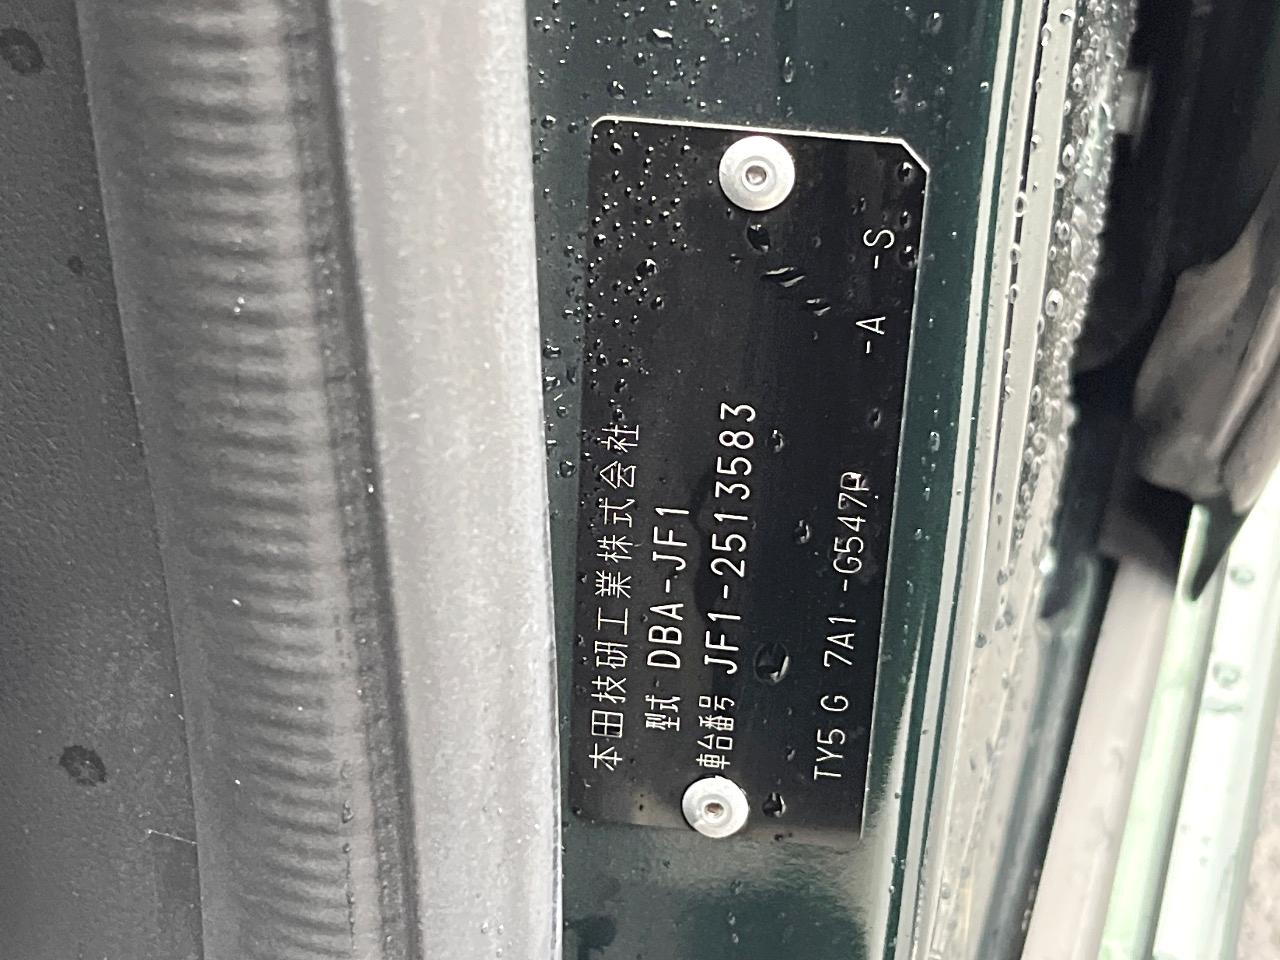 本田技研工業株式会社
型式 DBA-JF1
車台番号 JF1-2513583
TY5 G 7A1 -G547P -A -S